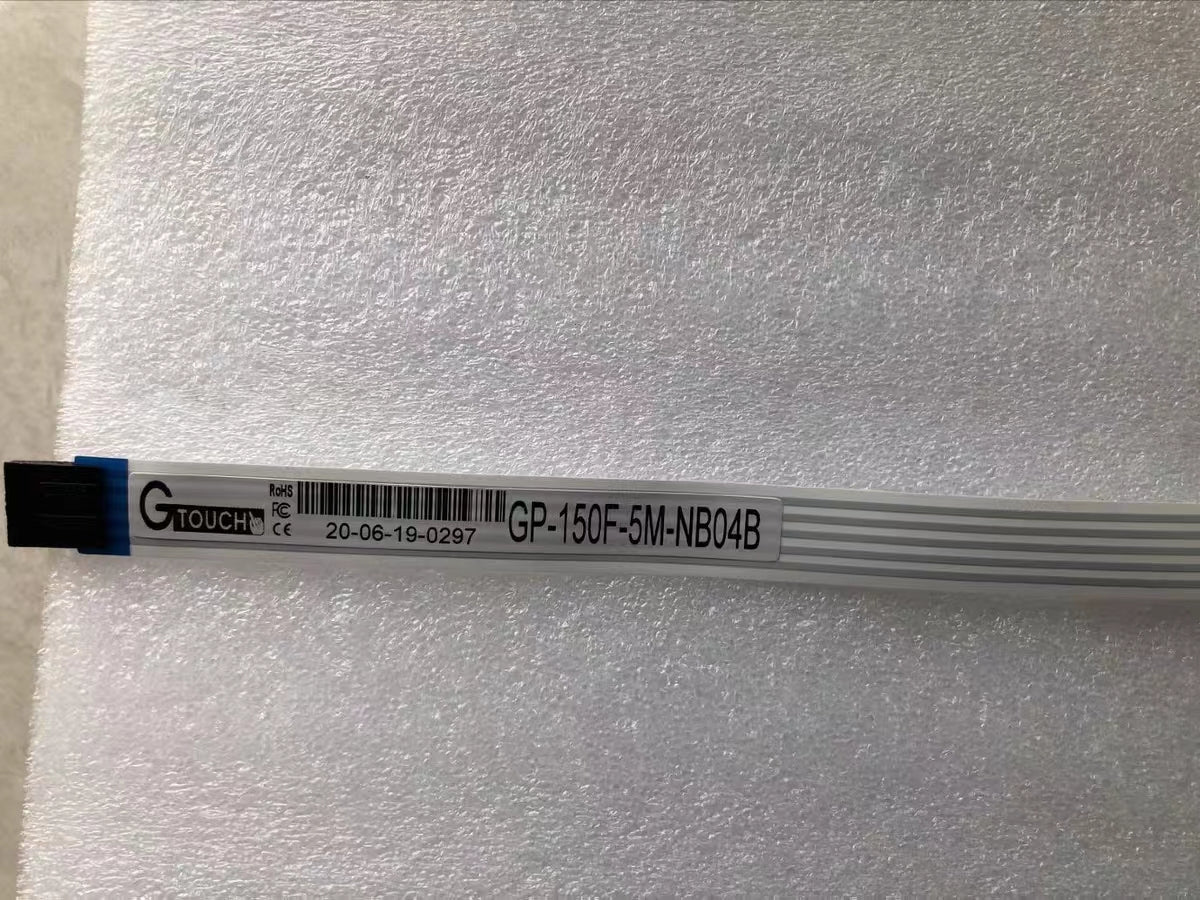 GTOUCH
RoHS
FC
CE
20-06-19-0297
GP-150F-5M-NB04B